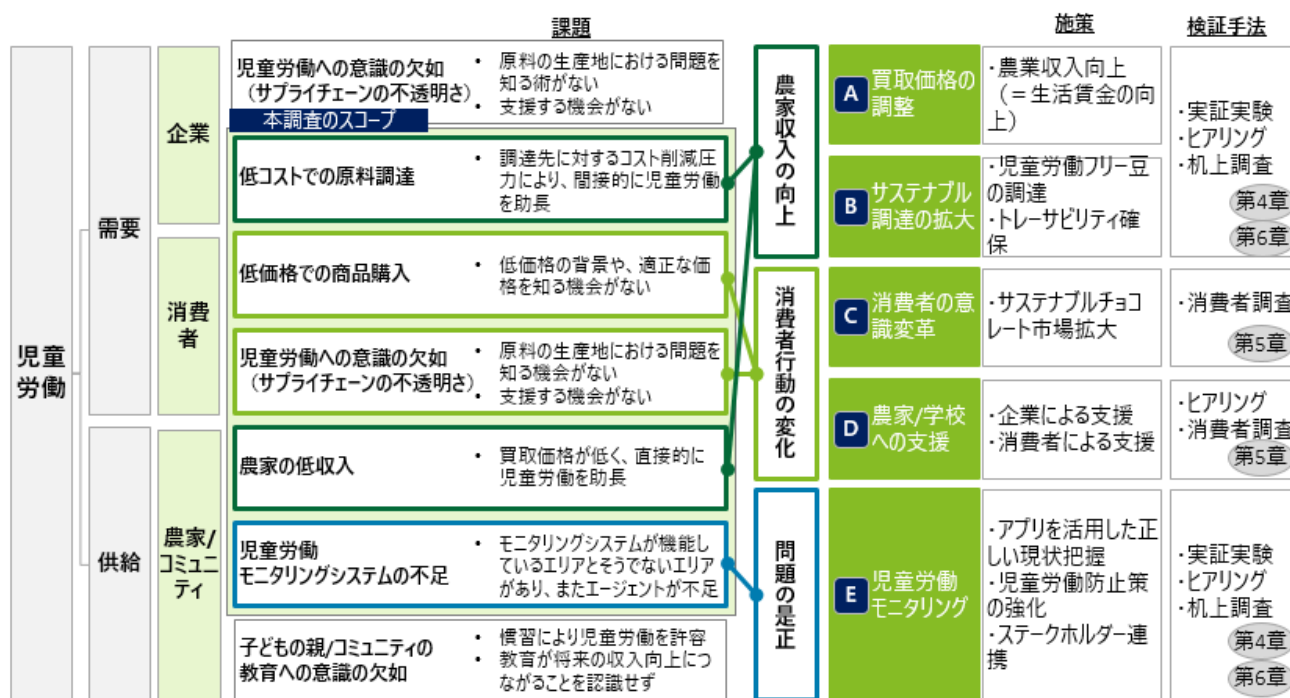 課題
施策
検証手法
児童
労働
需要
供給
企業
消費
者
農家/
コミュニ
ティ
児童労働への意識の欠如
（サプライチェーンの不透明さ）
• 原料の生産地における問題を
知る術がない
• 支援する機会がない
本調査のスコープ
低コストでの原料調達
• 調達先に対するコスト削減圧
力により、間接的に児童労働
を助長
低価格での商品購入
• 低価格の背景や、適正な価
格を知る機会がない
児童労働への意識の欠如
（サプライチェーンの不透明さ）
• 原料の生産地における問題を
知る機会がない
• 支援する機会がない
農家の低収入
• 買取価格が低く、直接的に
児童労働を助長
児童労働
モニタリングシステムの不足
• モニタリングシステムが機能し
ているエリアとそうでないエリア
があり、またエージェントが不足
子どもの親/コミュニティの
教育への意識の欠如
• 慣習により児童労働を許容
• 教育が将来の収入向上につ
ながることを認識せず
農家収入の向上
消費者行動の変化
問題の是正
A 買取価格の
調整
・農業収入向上
（＝生活賃金の向
上）
B サステナブル
調達の拡大
・児童労働フリー豆
の調達
・トレーサビリティ確
保
・実証実験
・ヒアリング
・机上調査
第4章
第6章
C 消費者の意
識変革
・サステナブルチョコ
レート市場拡大
・消費者調査
第5章
D 農家/学校
への支援
・企業による支援
・消費者による支援
・ヒアリング
・消費者調査
第5章
E 児童労働
モニタリング
・アプリを活用した正
しい現状把握
・児童労働防止策
の強化
・ステークホルダー連
携
・実証実験
・ヒアリング
・机上調査
第4章
第6章